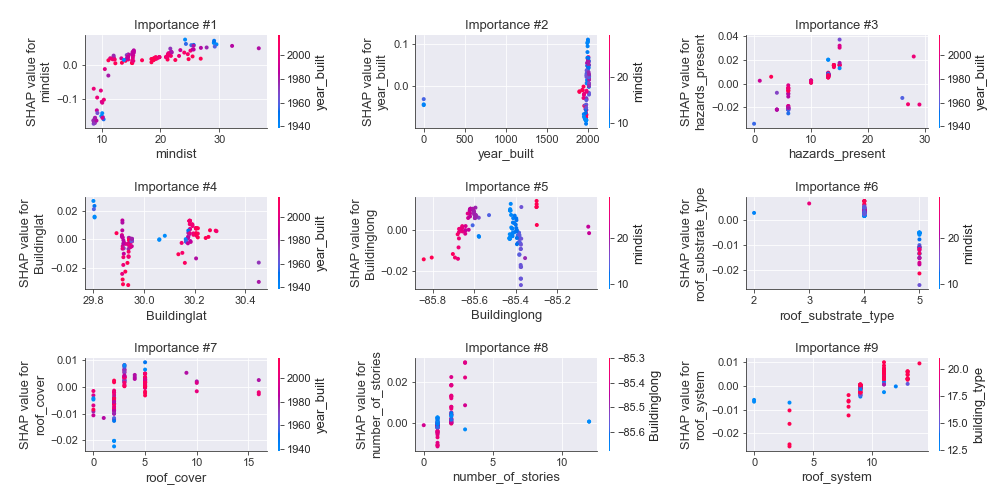 Importance #1
SHAP value for
mindist
0.0
−0.1
10
20
30
mindist
2000
1980
1960
1940
year_built
Importance #2
SHAP value for
year_built
0.1
0.0
0
500
1000
1500
2000
year_built
20
10
mindist
Importance #3
SHAP value for
hazards_present
0.04
0.02
0.00
−0.02
0
10
20
30
hazards_present
2000
1980
1960
1940
year_built
Importance #4
SHAP value for
Buildinglat
0.02
0.00
−0.02
29.8
30.0
30.2
30.4
Buildinglat
2000
1980
1960
1940
year_built
Importance #5
SHAP value for
Buildinglong
0.00
−0.02
−85.8
−85.6
−85.4
−85.2
Buildinglong
20
10
mindist
Importance #6
SHAP value for
roof_substrate_type
0.00
−0.01
−0.02
2
3
4
5
roof_substrate_type
20
10
mindist
Importance #7
SHAP value for
roof_cover
0.01
0.00
−0.01
−0.02
0
5
10
15
roof_cover
2000
1980
1960
1940
year_built
Importance #8
SHAP value for
number_of_stories
0.02
0.00
0
5
10
number_of_stories
−85.3
−85.4
−85.5
−85.6
Buildinglong
Importance #9
SHAP value for
roof_system
0.01
0.00
−0.01
−0.02
0
5
10
roof_system
20.0
17.5
15.0
12.5
building_type